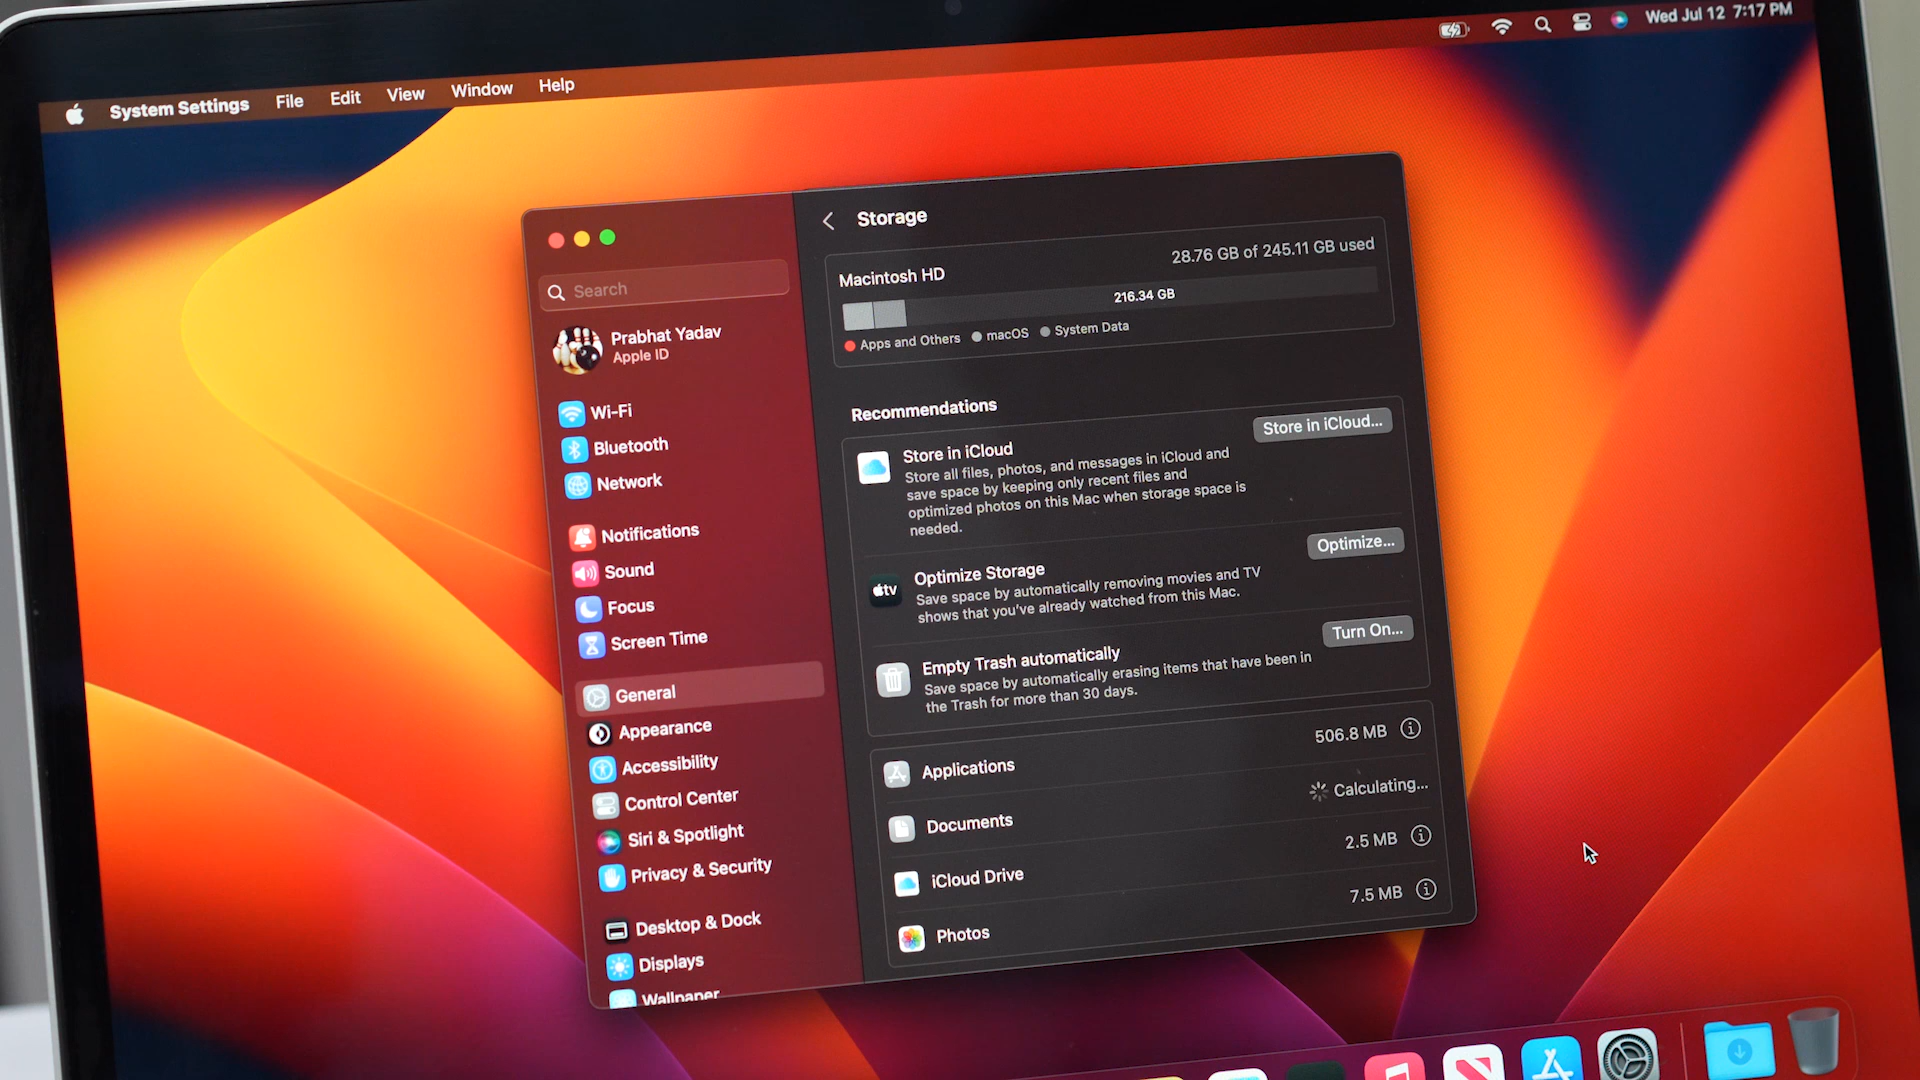 System Settings File Edit View Window Help
Wed Jul 12 7:17 PM
Search
Prabhat Yadav
Apple ID
Wi-Fi
Bluetooth
Network
Notifications
Sound
Focus
Screen Time
General
Appearance
Accessibility
Control Center
Siri & Spotlight
Privacy & Security
Desktop & Dock
Displays
Wallpaper
Storage
Macintosh HD
28.76 GB of 245.11 GB used
216.34 GB
Apps and Others macOS System Data
Recommendations
Store in iCloud
Store in iCloud...
Store all files, photos, and messages in iCloud and
save space by keeping only recent files and
optimized photos on this Mac when storage space is
needed.
Optimize Storage
Optimize...
Save space by automatically removing movies and TV
shows that you've already watched from this Mac.
Empty Trash automatically
Turn On...
Save space by automatically erasing items that have been in
the Trash for more than 30 days.
Applications
506.8 MB
Documents
Calculating...
iCloud Drive
2.5 MB
Photos
7.5 MB
tv